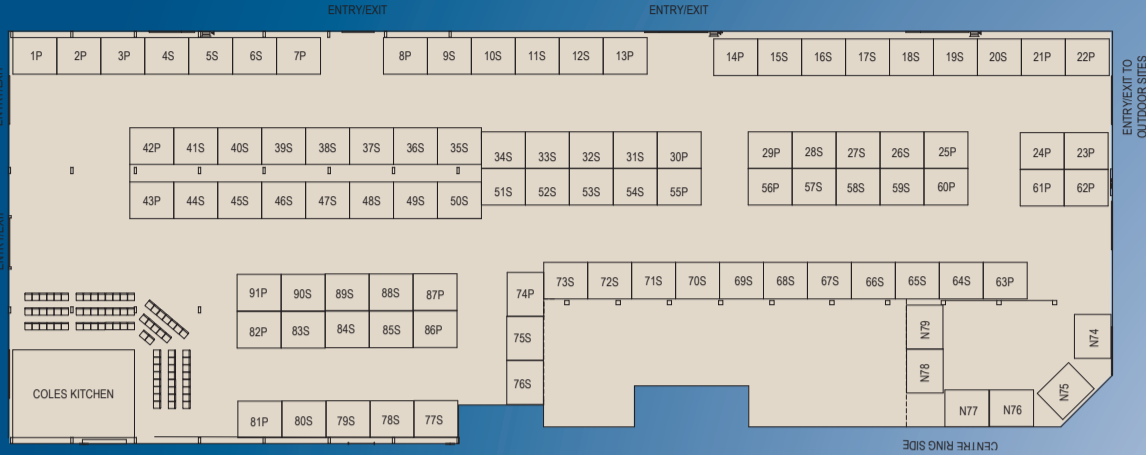 ENTRY/EXIT ENTRY/EXIT
1P 2P 3P 4S 5S 6S 7P 8P 9S 10S 11S 12S 13P 14P 15S 16S 17S 18S 19S 20S 21P 22P
ENTRY/EXIT TO
OUTDOOR SITES
42P 41S 40S 39S 38S 37S 36S 35S 34S 33S 32S 31S 30P 29P 28S 27S 26S 25P 24P 23P
43P 44S 45S 46S 47S 48S 49S 50S 51S 52S 53S 54S 55P 56P 57S 58S 59S 60P 61P 62P
73S 72S 71S 70S 69S 68S 67S 66S 65S 64S 63P
91P 90S 89S 88S 87P 74P
82P 83S 84S 85S 86P 75S
76S
N79 N74
N78 N75
COLES KITCHEN
81P 80S 79S 78S 77S
N77 N76
CENTRE RING SIDE